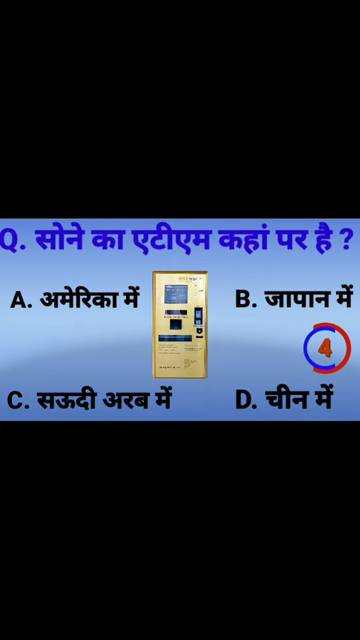 Q. सोने का एटीएम कहां पर है ?
A. अमेरिका में
B. जापान में
4
C. सऊदी अरब में
D. चीन में